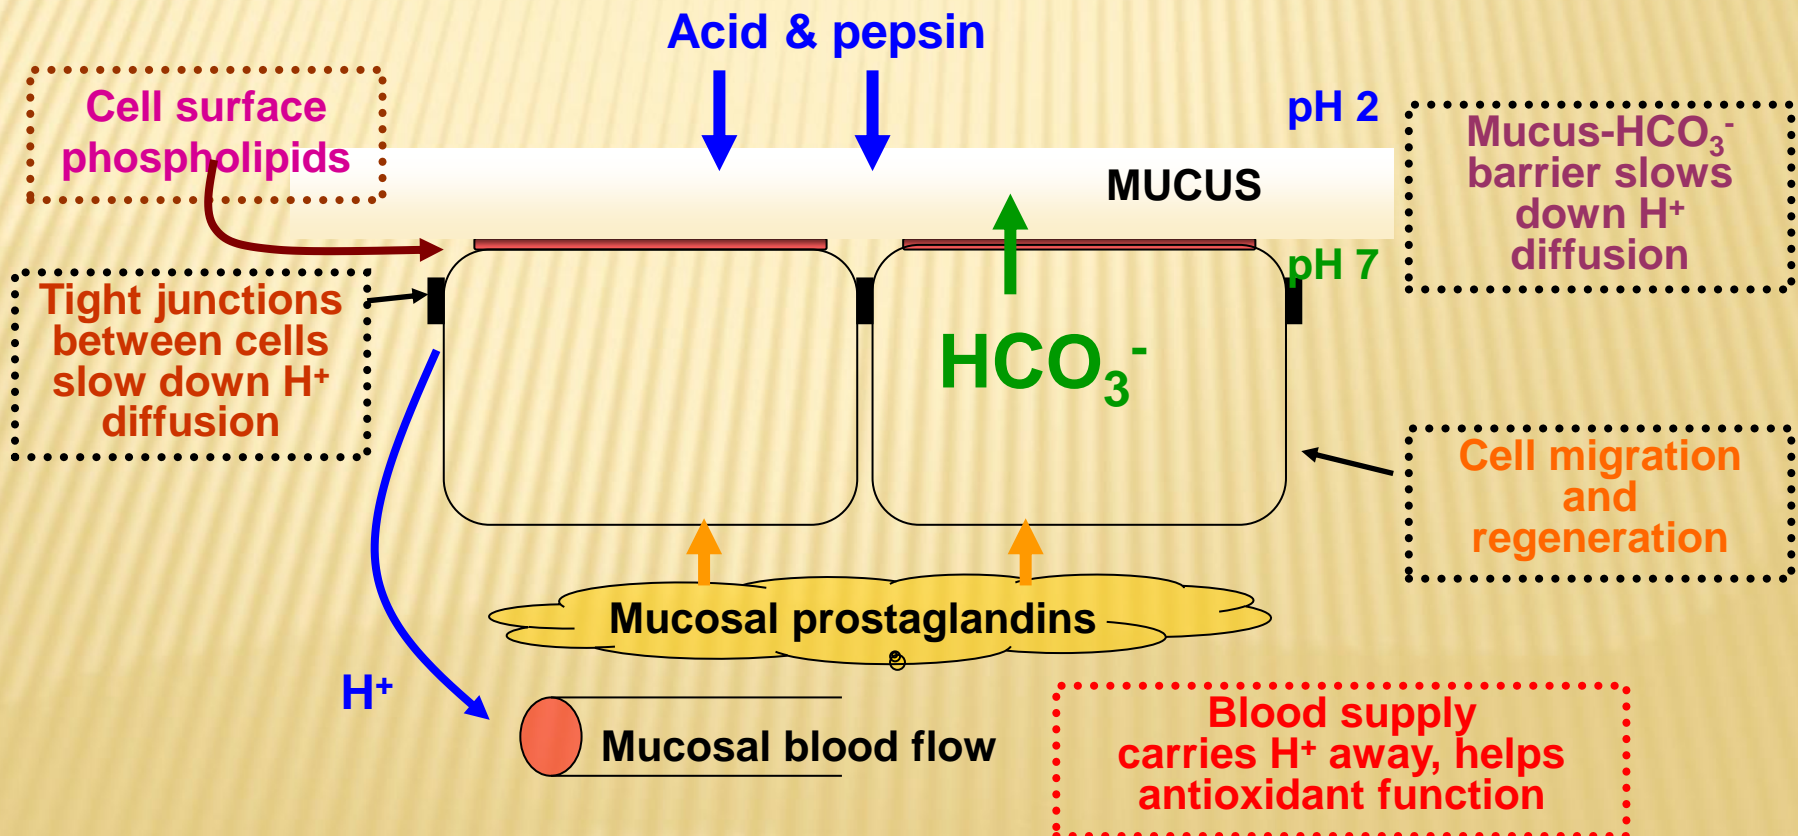 Acid & pepsin
Cell surface
phospholipids
pH 2
Mucus-HCO₃⁻
barrier slows
down H⁺
diffusion
MUCUS
pH 7
Tight junctions
between cells
slow down H⁺
diffusion
HCO₃⁻
Cell migration
and
regeneration
Mucosal prostaglandins
H⁺
Mucosal blood flow
Blood supply
carries H⁺ away, helps
antioxidant function